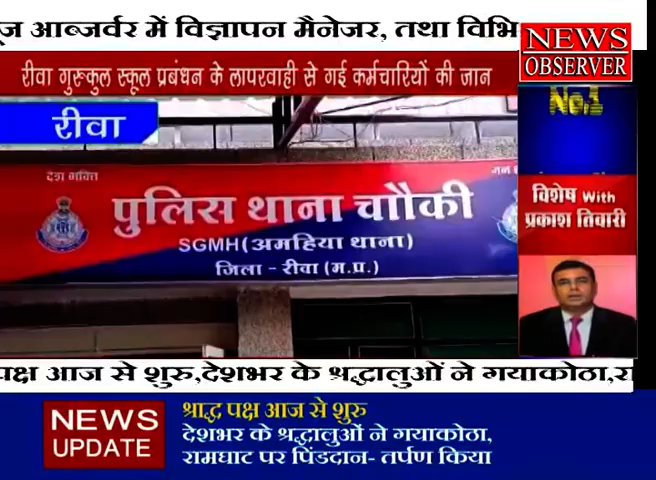 ज आब्जर्वर में विज्ञापन मैनेजर, तथा विभि
NEWS
OBSERVER
रीवा गुरूकुल स्कूल प्रबंधन के लापरवाही से गई कर्मचारियों की जान
रीवा
No.1
देश भक्ति
जन
पुलिस थाना चाौकी
SGMH(अमहिया थाना)
जिला - रीवा (म.प्र.)
विशेष With
प्रकाश तिवारी
पक्ष आज से शुरु,देशभर के श्रद्धालुओं ने गयाकोठा,रा
NEWS
UPDATE
श्राद्ध पक्ष आज से शुरु
देशभर के श्रद्धालुओं ने गयाकोठा,
रामघाट पर पिंडदान- तर्पण किया